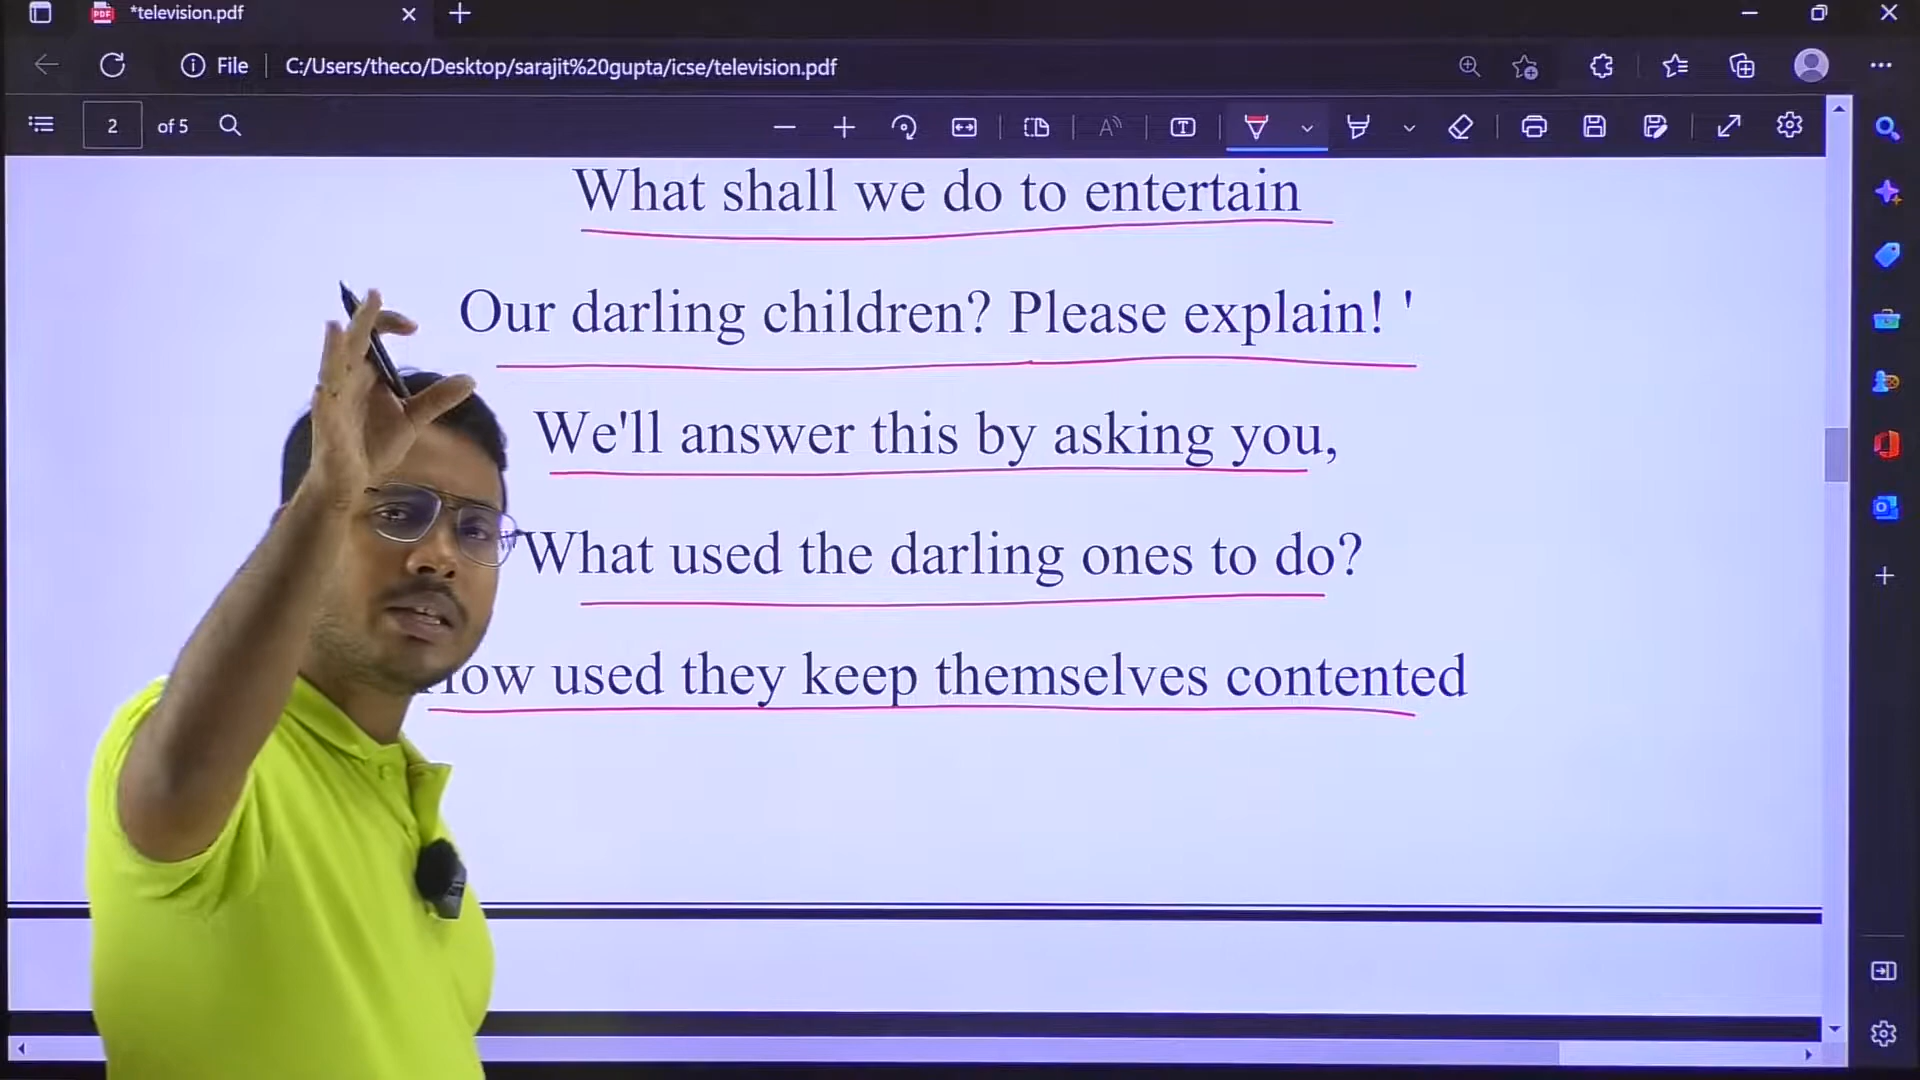 *television.pdf
File
C:/Users/theco/Desktop/sarajit%20gupta/icse/television.pdf
2 of 5
What shall we do to entertain
Our darling children? Please explain! '
We'll answer this by asking you,
What used the darling ones to do?
used they keep themselves contented